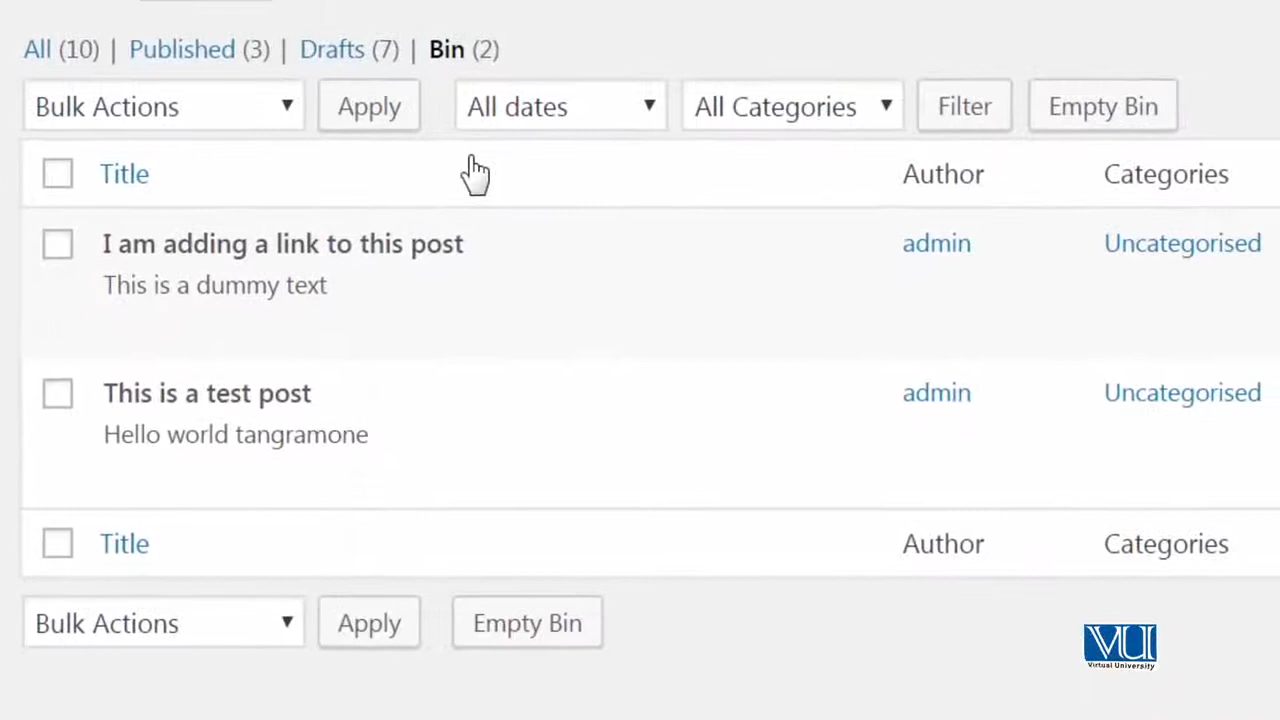 All (10) | Published (3) | Drafts (7) | Bin (2)
Bulk Actions Apply All dates All Categories Filter Empty Bin
Title Author Categories
I am adding a link to this post admin Uncategorised
This is a dummy text
This is a test post admin Uncategorised
Hello world tangramone
Title Author Categories
Bulk Actions Apply Empty Bin
VU
Virtual University